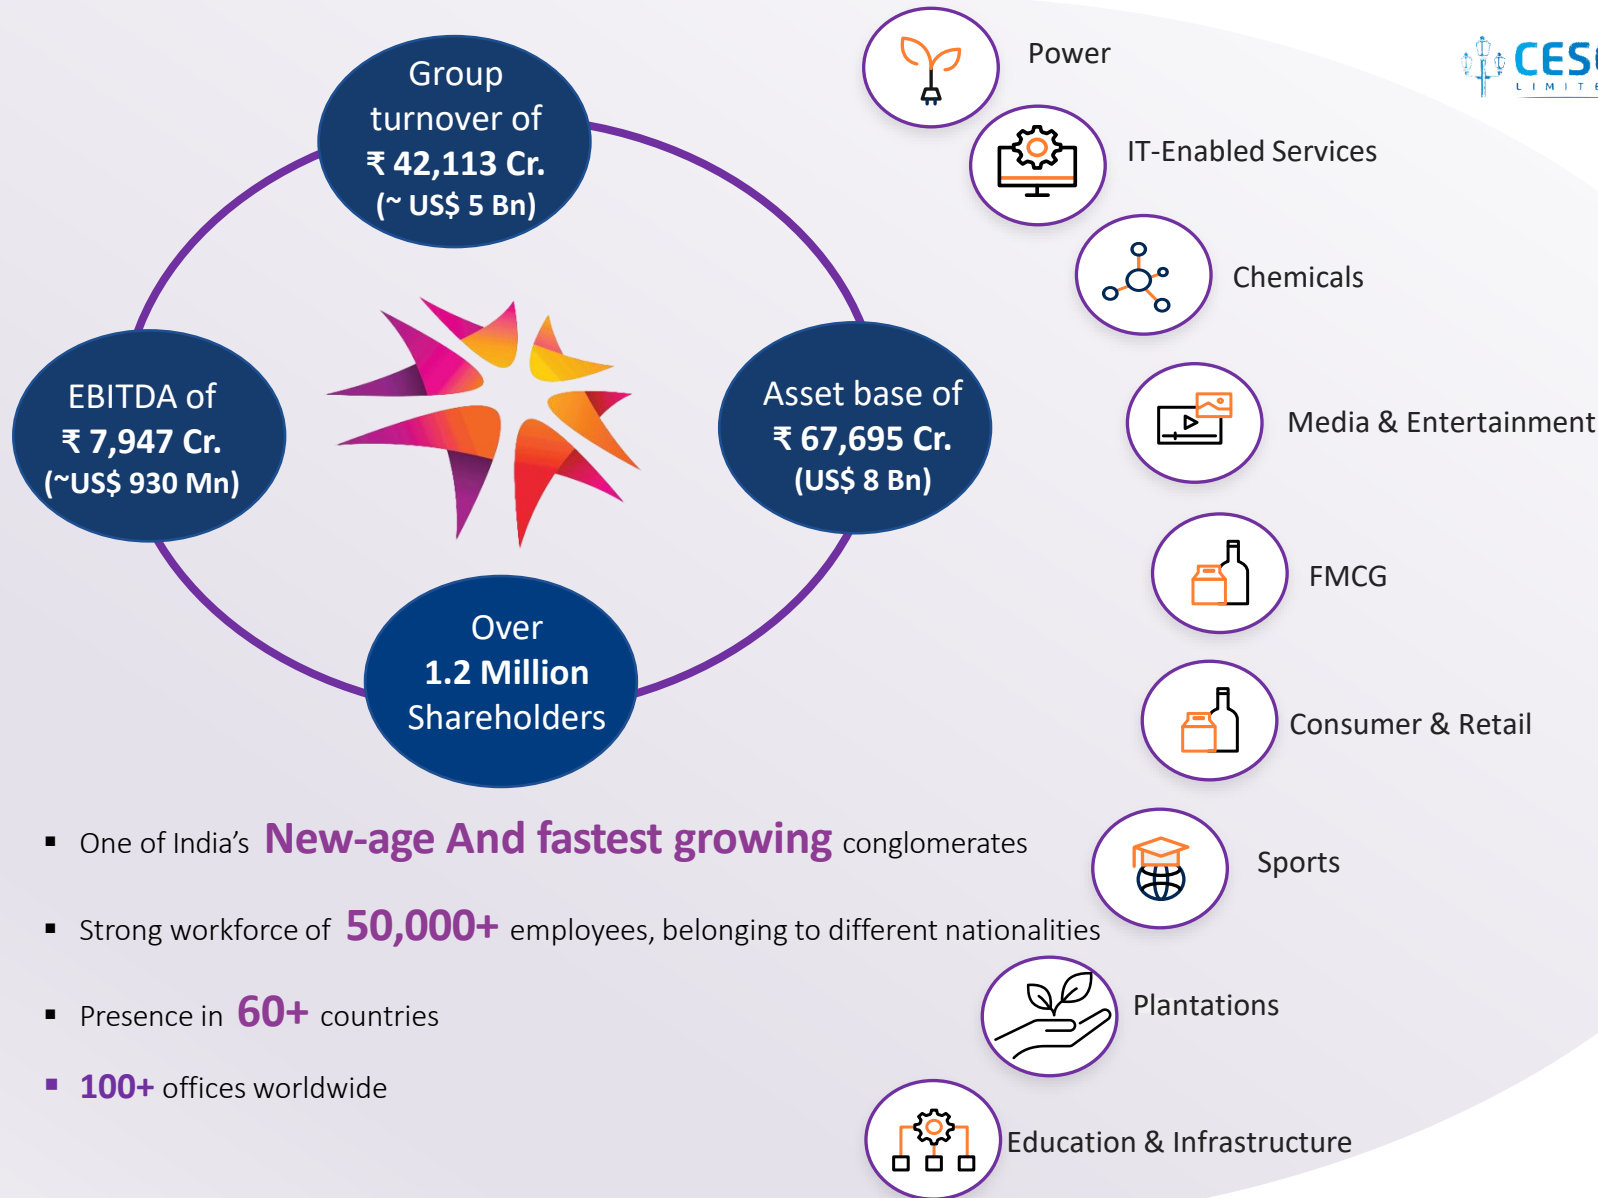 Group
turnover of
₹ 42,113 Cr.
(~ US$ 5 Bn)
EBITDA of
₹ 7,947 Cr.
(~US$ 930 Mn)
Asset base of
₹ 67,695 Cr.
(US$ 8 Bn)
Over
1.2 Million
Shareholders
▪ One of India’s New-age And fastest growing conglomerates
▪ Strong workforce of 50,000+ employees, belonging to different nationalities
▪ Presence in 60+ countries
▪ 100+ offices worldwide
Power
IT-Enabled Services
Chemicals
Media & Entertainment
FMCG
Consumer & Retail
Sports
Plantations
Education & Infrastructure